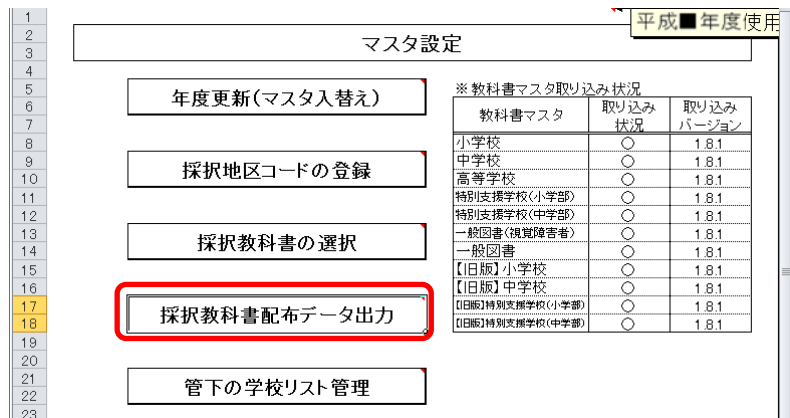 平成■年度使用
マスタ設定
年度更新(マスタ入替え)
採択地区コードの登録
採択教科書の選択
採択教科書配布データ出力
管下の学校リスト管理
※教科書マスタ取り込み状況
教科書マスタ 取り込み状況 取り込みバージョン
小学校 ○ 1.8.1
中学校 ○ 1.8.1
高等学校 ○ 1.8.1
特別支援学校(小学部) ○ 1.8.1
特別支援学校(中学部) ○ 1.8.1
一般図書(視覚障害者) ○ 1.8.1
一般図書 ○ 1.8.1
【旧版】小学校 ○ 1.8.1
【旧版】中学校 ○ 1.8.1
【旧版】特別支援学校(小学部) ○ 1.8.1
【旧版】特別支援学校(中学部) ○ 1.8.1
1
2
3
4
5
6
7
8
9
10
11
12
13
14
15
16
17
18
19
20
21
22
23